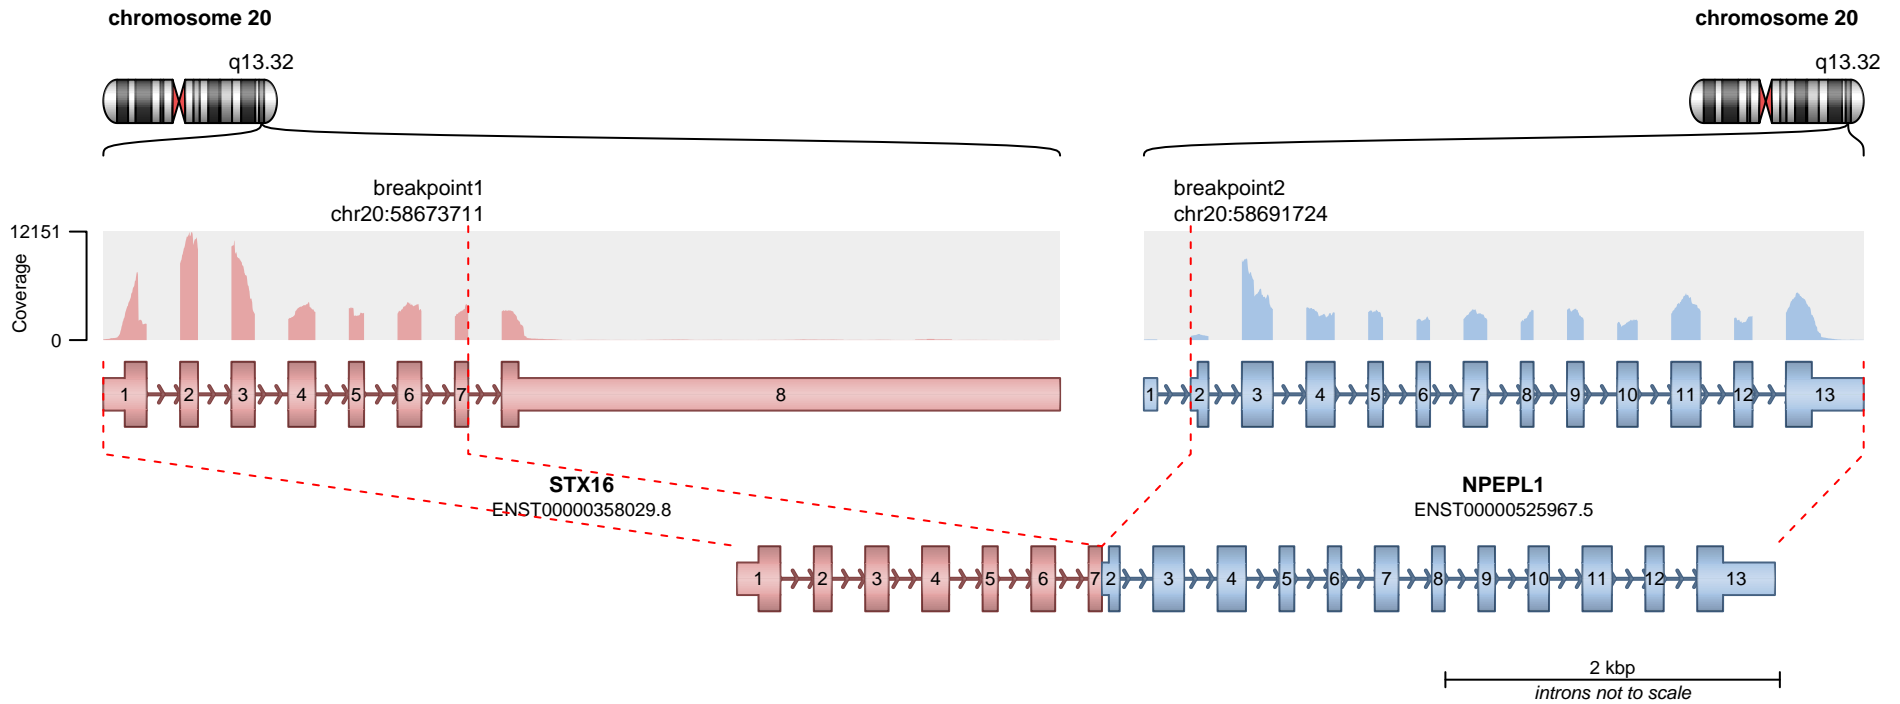 chromosome 20
chromosome 20
q13.32
q13.32
breakpoint1
chr20:58673711
breakpoint2
chr20:58691724
12151
Coverage
0
1 2 3 4 5 6 7 8
1 2 3 4 5 6 7 8 9 10 11 12 13
STX16
ENST00000358029.8
NPEPL1
ENST00000525967.5
1 2 3 4 5 6 7 2 3 4 5 6 7 8 9 10 11 12 13
2 kbp
introns not to scale